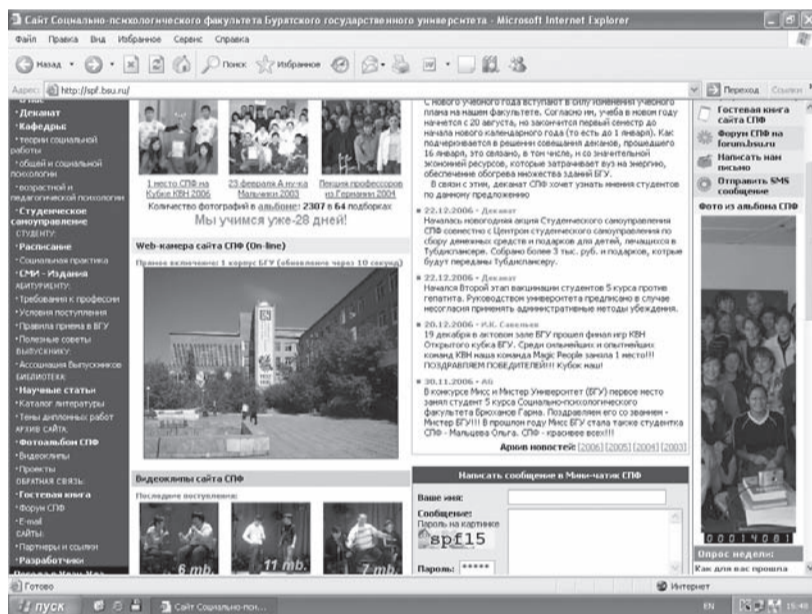 Сайт Социально-психологического факультета Бурятского государственного университета - Microsoft Internet Explorer
Файл Правка Вид Избранное Сервис Справка
Назад Поиск Избранное
Адрес: http://spf.bsu.ru/ Переход Ссылки
О нас
Деканат
Кафедры:
теории социальной
работы
общей и социальной
психологии
возрастной и
педагогической психологии
Студенческое
самоуправление
СТУДЕНТУ:
Расписание
Социальная практика
СМИ - Издания
АБИТУРИЕНТУ:
Требования к профессии
Условия поступления
Правила приема в БГУ
Полезные советы
ВЫПУСКНИКУ:
Ассоциация Выпускников
БИБЛИОТЕКА:
Научные статьи
Каталог литературы
Темы дипломных работ
АРХИВ САЙТА:
Фотоальбом СПФ
Видеоклипы
Проекты
ОБРАТНАЯ СВЯЗЬ:
Гостевая книга
Форум СПФ
E-mail
САЙТЫ:
Партнеры и ссылки
Разработчики
1 место СПФ на
Кубке КВН 2006
23 февраля А ну-ка
Мальчики 2003
Лекция профессоров
из Германии 2004
Количество фотографий в альбоме: 2307 в 64 подборках
Мы учимся уже-28 дней!
Web-камера сайта СПФ (On-line)
Прямое включение: 1 корпус БГУ (обновление через 10 секунд)
Видеоклипы сайта СПФ
Последние поступления:
6 mb.
11 mb.
7 mb.
С нового учебного года вступают в силу изменения учебного
плана на нашем факультете. Согласно им, учеба в новом году
начнется с 20 августа, но закончится первый семестр до
начала нового календарного года (то есть до 1 января). Как
подчеркивается в решении совещания деканов, прошедшего
16 января, это связано, в том числе, и со значительной
экономией ресурсов, которые затрачивает вуз на энергию,
обеспечение обогрева множества зданий БГУ.
В связи с этим, деканат СПФ хочет узнать мнения студентов
по данному предложению
22.12.2006 - Деканат
Началась новогодняя акция Студенческого самоуправления
СПФ совместно с Центром студенческого самоуправления по
сбору денежных средств и подарков для детей, лечащихся в
Тубдиспансере. Собрано более 3 тыс. руб. и подарков, котрые
будут переданы Тубдиспансеру.
22.12.2006 - Деканат
Начался Второй этап вакцинации студентов 5 курса против
гепатита. Руководством университета предписано в случае
несогласия применять административные методы убеждения.
20.12.2006 - И.К. Савельев
19 декабря в актовом зале БГУ прошел финал игр КВН
Открытого кубка БГУ. Среди сильнейших и опытнейших
команд КВН наша команда Magic People заняла 1 место!!!
ПОЗДРАВЛЯЕМ ПОБЕДИТЕЛЕЙ!!! Кубок наш!
30.11.2006 - AG
В конкурсе Мисс и Мистер Университет (БГУ) первое место
занял студент 5 курса Социально-психологического
факультета Брюханов Гарма. Поздравляем его со званием -
Мистер БГУ!!! В прошлом году Мисс БГУ стала также студентка
СПФ - Мальцева Ольга. СПФ - красивее всех!!!
Архив новостей: [2006] [2005] [2004] [2003]
Написать сообщение в Мини-чатик СПФ
Ваше имя:
Сообщение:
Пароль на картинке
spf15
Пароль: *****
Гостевая книга
сайта СПФ
Форум СПФ на
forum.bsu.ru
Написать нам
письмо
Отправить SMS
сообщение
Фото из альбома СПФ
00014081
Опрос недели:
Как для вас прошла
Готово Интернет
пуск Сайт Социально-пси... EN